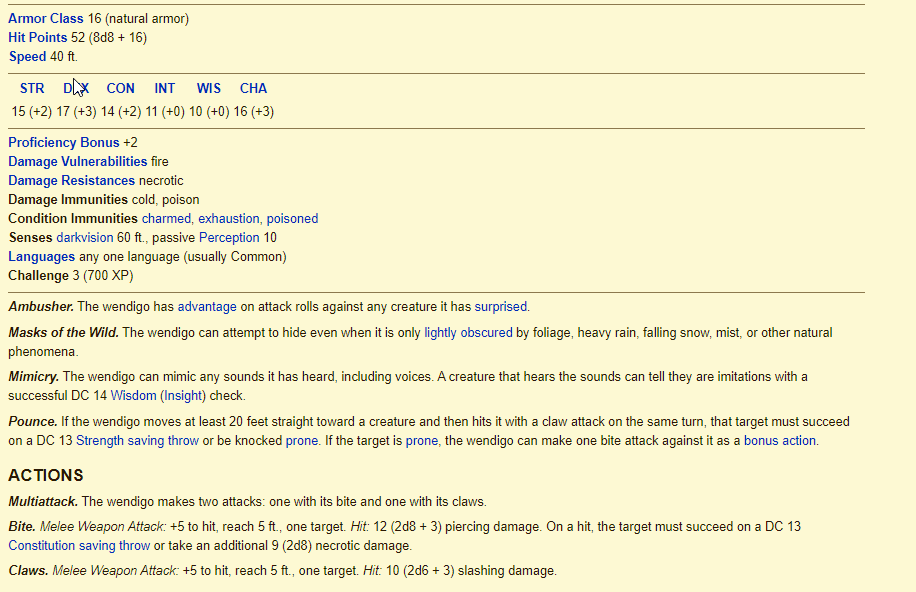 Armor Class 16 (natural armor)
Hit Points 52 (8d8 + 16)
Speed 40 ft.
STR DEX CON INT WIS CHA
15 (+2) 17 (+3) 14 (+2) 11 (+0) 10 (+0) 16 (+3)
Proficiency Bonus +2
Damage Vulnerabilities fire
Damage Resistances necrotic
Damage Immunities cold, poison
Condition Immunities charmed, exhaustion, poisoned
Senses darkvision 60 ft., passive Perception 10
Languages any one language (usually Common)
Challenge 3 (700 XP)
Ambusher. The wendigo has advantage on attack rolls against any creature it has surprised.
Masks of the Wild. The wendigo can attempt to hide even when it is only lightly obscured by foliage, heavy rain, falling snow, mist, or other natural
phenomena.
Mimicry. The wendigo can mimic any sounds it has heard, including voices. A creature that hears the sounds can tell they are imitations with a
successful DC 14 Wisdom (Insight) check.
Pounce. If the wendigo moves at least 20 feet straight toward a creature and then hits it with a claw attack on the same turn, that target must succeed
on a DC 13 Strength saving throw or be knocked prone. If the target is prone, the wendigo can make one bite attack against it as a bonus action.
ACTIONS
Multiattack. The wendigo makes two attacks: one with its bite and one with its claws.
Bite. Melee Weapon Attack: +5 to hit, reach 5 ft., one target. Hit: 12 (2d8 + 3) piercing damage. On a hit, the target must succeed on a DC 13
Constitution saving throw or take an additional 9 (2d8) necrotic damage.
Claws. Melee Weapon Attack: +5 to hit, reach 5 ft., one target. Hit: 10 (2d6 + 3) slashing damage.